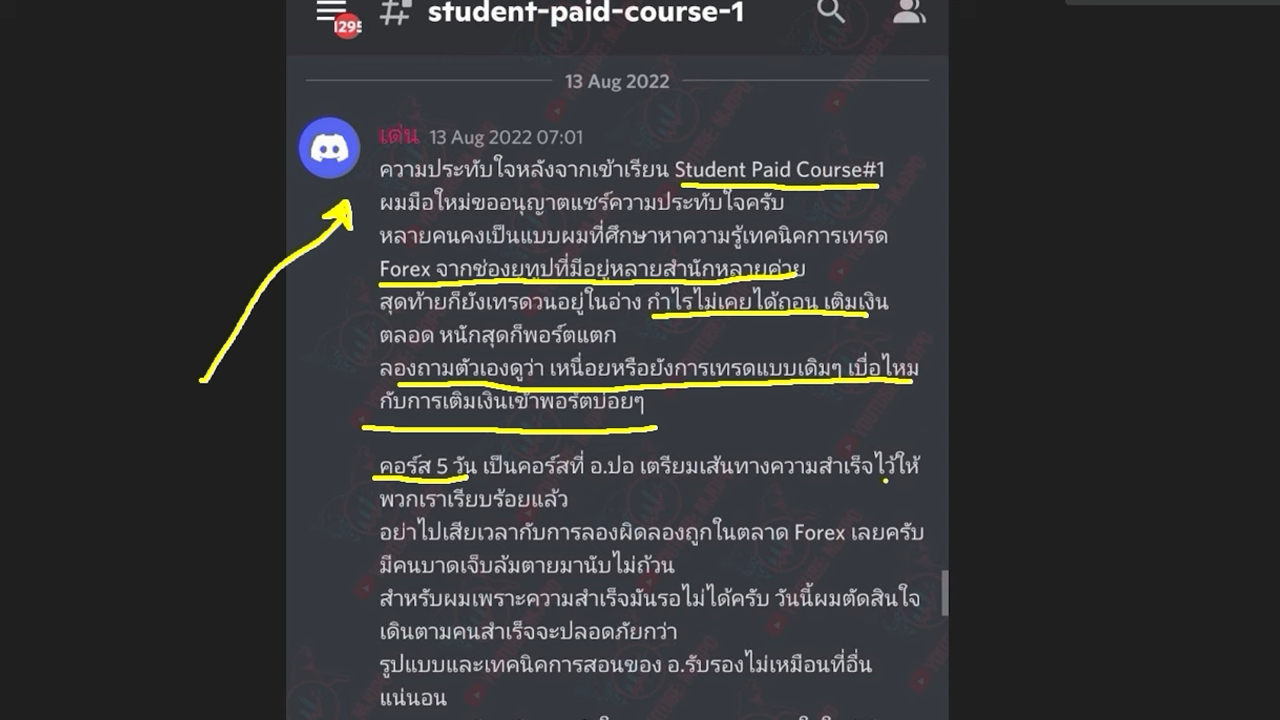 1295
student-paid-course-1
13 Aug 2022
เด่น 13 Aug 2022 07:01
ความประทับใจหลังจากเข้าเรียน Student Paid Course#1
ผมมือใหม่ขออนุญาตแชร์ความประทับใจครับ
หลายคนคงเป็นแบบผมที่ศึกษาหาความรู้เทคนิคการเทรด
Forex จากช่องยูทูปที่มีอยู่หลายสำนักหลายค่าย
สุดท้ายก็ยังเทรดวนอยู่ในอ่าง กำไรไม่เคยได้ถอน เติมเงิน
ตลอด หนักสุดก็พอร์ตแตก
ลองถามตัวเองดูว่า เหนื่อยหรือยังการเทรดแบบเดิมๆ เบื่อไหม
กับการเติมเงินเข้าพอร์ตบ่อยๆ
คอร์ส 5 วัน เป็นคอร์สที่ อ.ปอ เตรียมเส้นทางความสำเร็จไว้ให้
พวกเราเรียบร้อยแล้ว
อย่าไปเสียเวลากับการลองผิดลองถูกในตลาด Forex เลยครับ
มีคนบาดเจ็บล้มตายมานับไม่ถ้วน
สำหรับผมเพราะความสำเร็จมันรอไม่ได้ครับ วันนี้ผมตัดสินใจ
เดินตามคนสำเร็จจะปลอดภัยกว่า
รูปแบบและเทคนิคการสอนของ อ.รับรองไม่เหมือนที่อื่น
แน่นอน